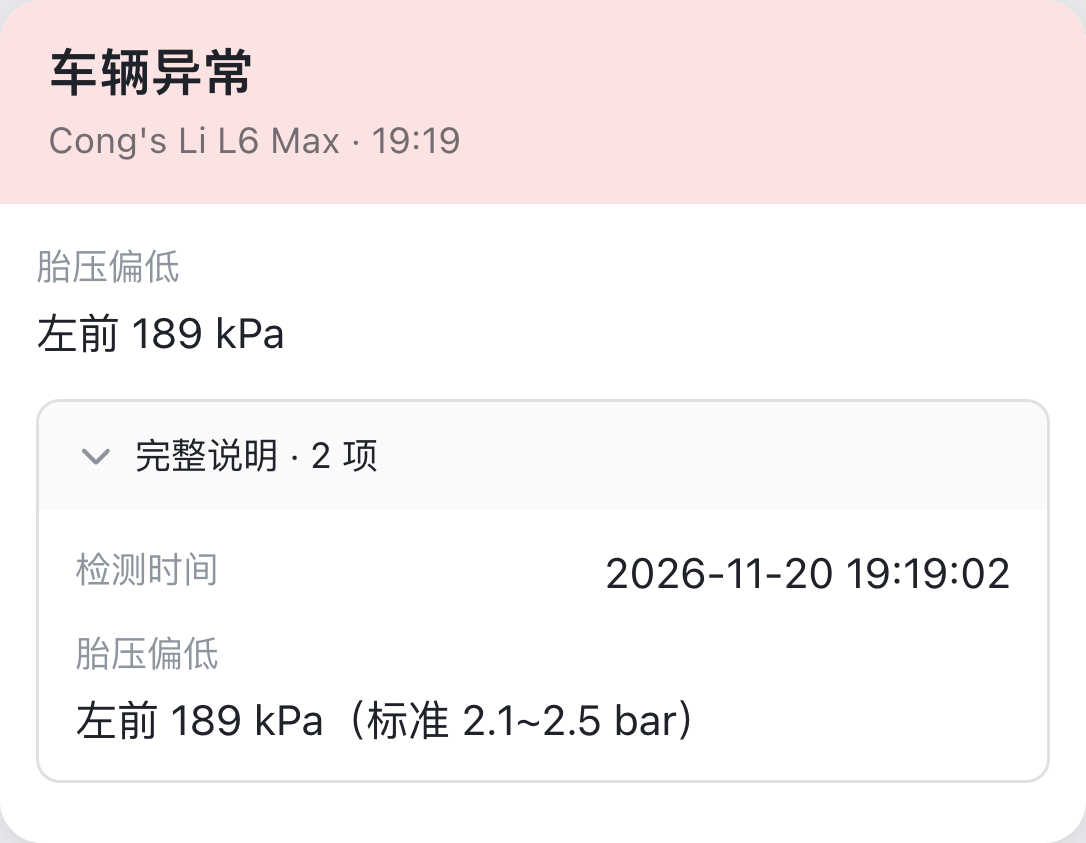 车辆异常
Cong's Li L6 Max · 19:19
胎压偏低
左前 189 kPa
完整说明 · 2 项
检测时间 2026-11-20 19:19:02
胎压偏低
左前 189 kPa（标准 2.1~2.5 bar）